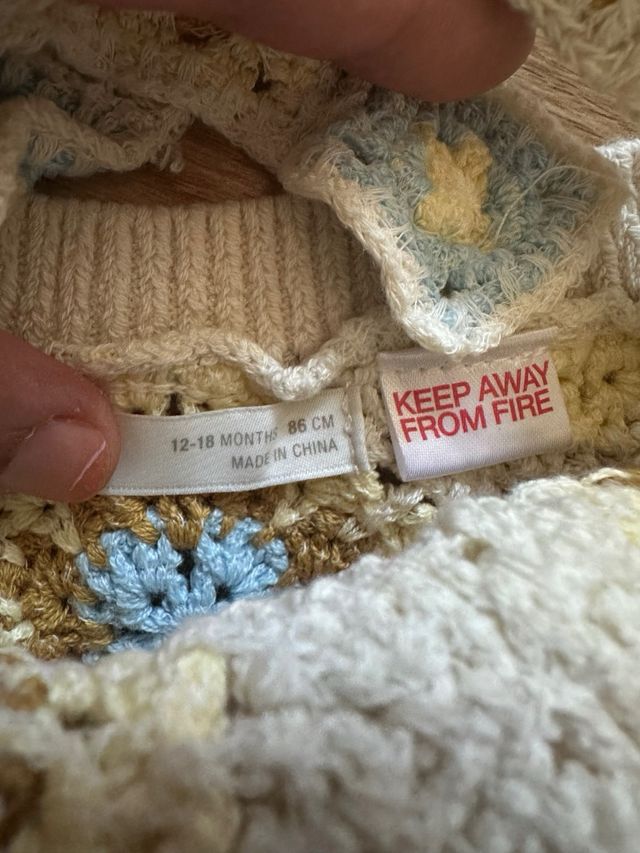 12-18 MONTHS 86 CM
MADE IN CHINA
KEEP AWAY
FROM FIRE